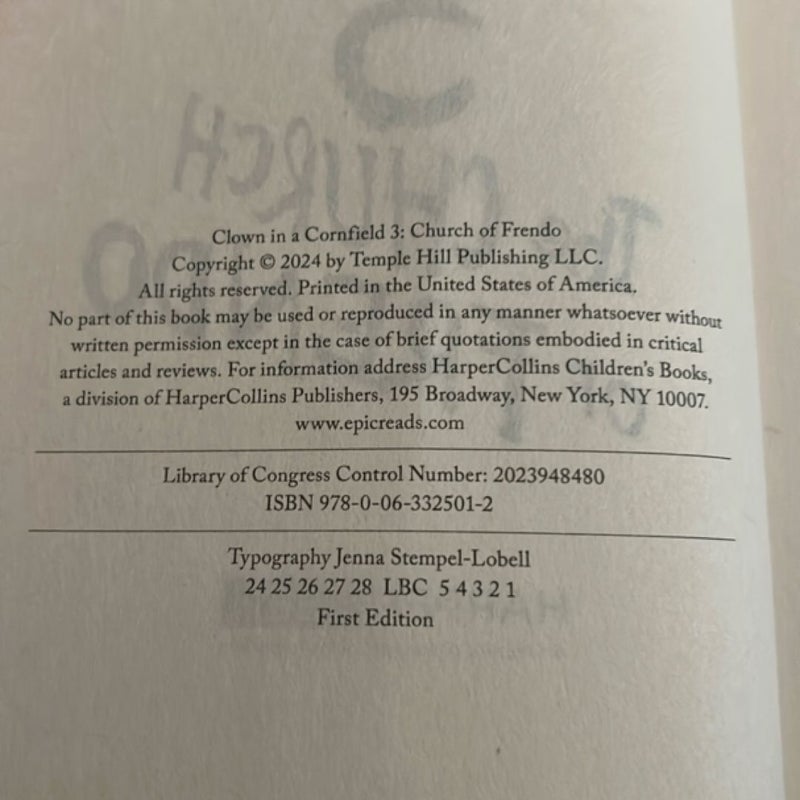 Clown in a Cornfield 3: Church of Frendo
Copyright © 2024 by Temple Hill Publishing LLC.
All rights reserved. Printed in the United States of America.
No part of this book may be used or reproduced in any manner whatsoever without
written permission except in the case of brief quotations embodied in critical
articles and reviews. For information address HarperCollins Children's Books,
a division of HarperCollins Publishers, 195 Broadway, New York, NY 10007.
www.epicreads.com
Library of Congress Control Number: 2023948480
ISBN 978-0-06-332501-2
Typography Jenna Stempel-Lobell
24 25 26 27 28 LBC 5 4 3 2 1
First Edition